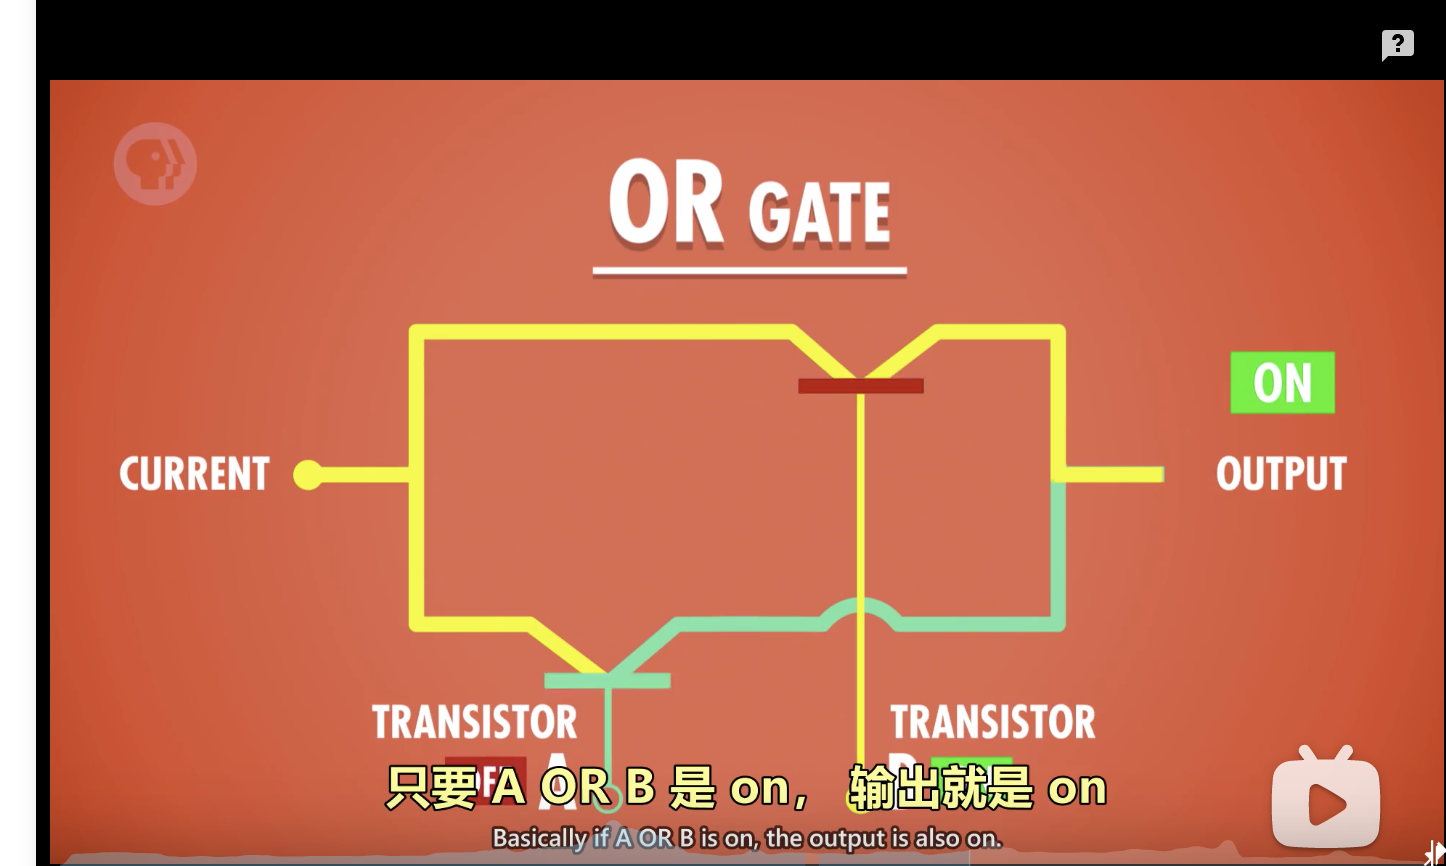 ?
OR GATE
ON
CURRENT
OUTPUT
TRANSISTOR
TRANSISTOR
只要 A OR B 是 on， 输出就是 on
Basically if A OR B is on, the output is also on.